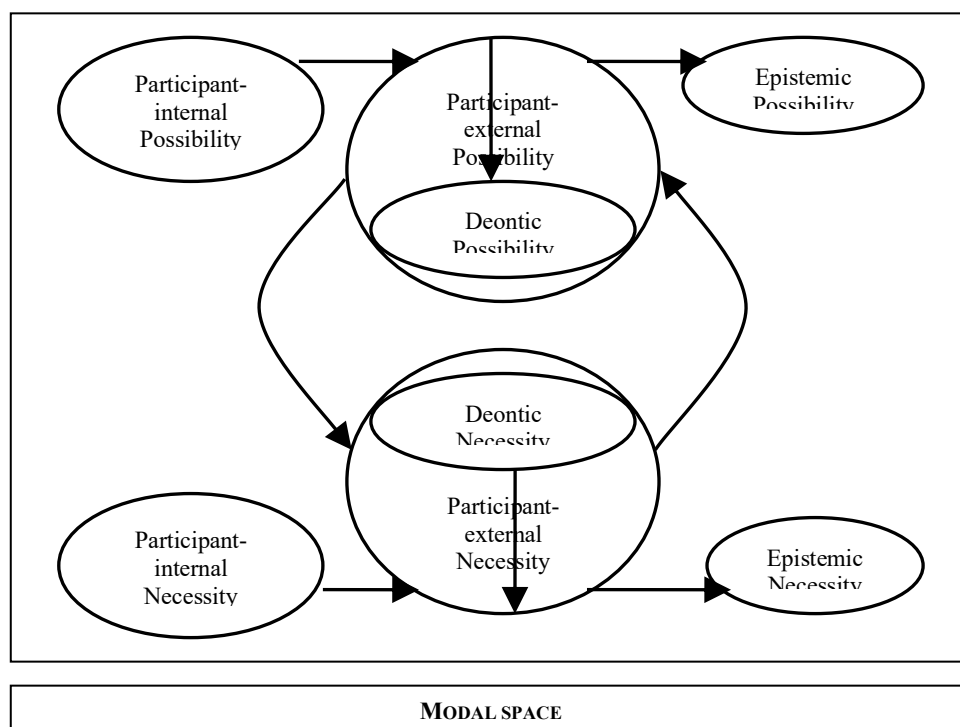 Participant-
internal
Possibility
Participant-
external
Possibility
Epistemic
Possibility
Deontic
Possibility
Deontic
Necessity
Participant-
internal
Necessity
Participant-
external
Necessity
Epistemic
Necessity
MODAL SPACE